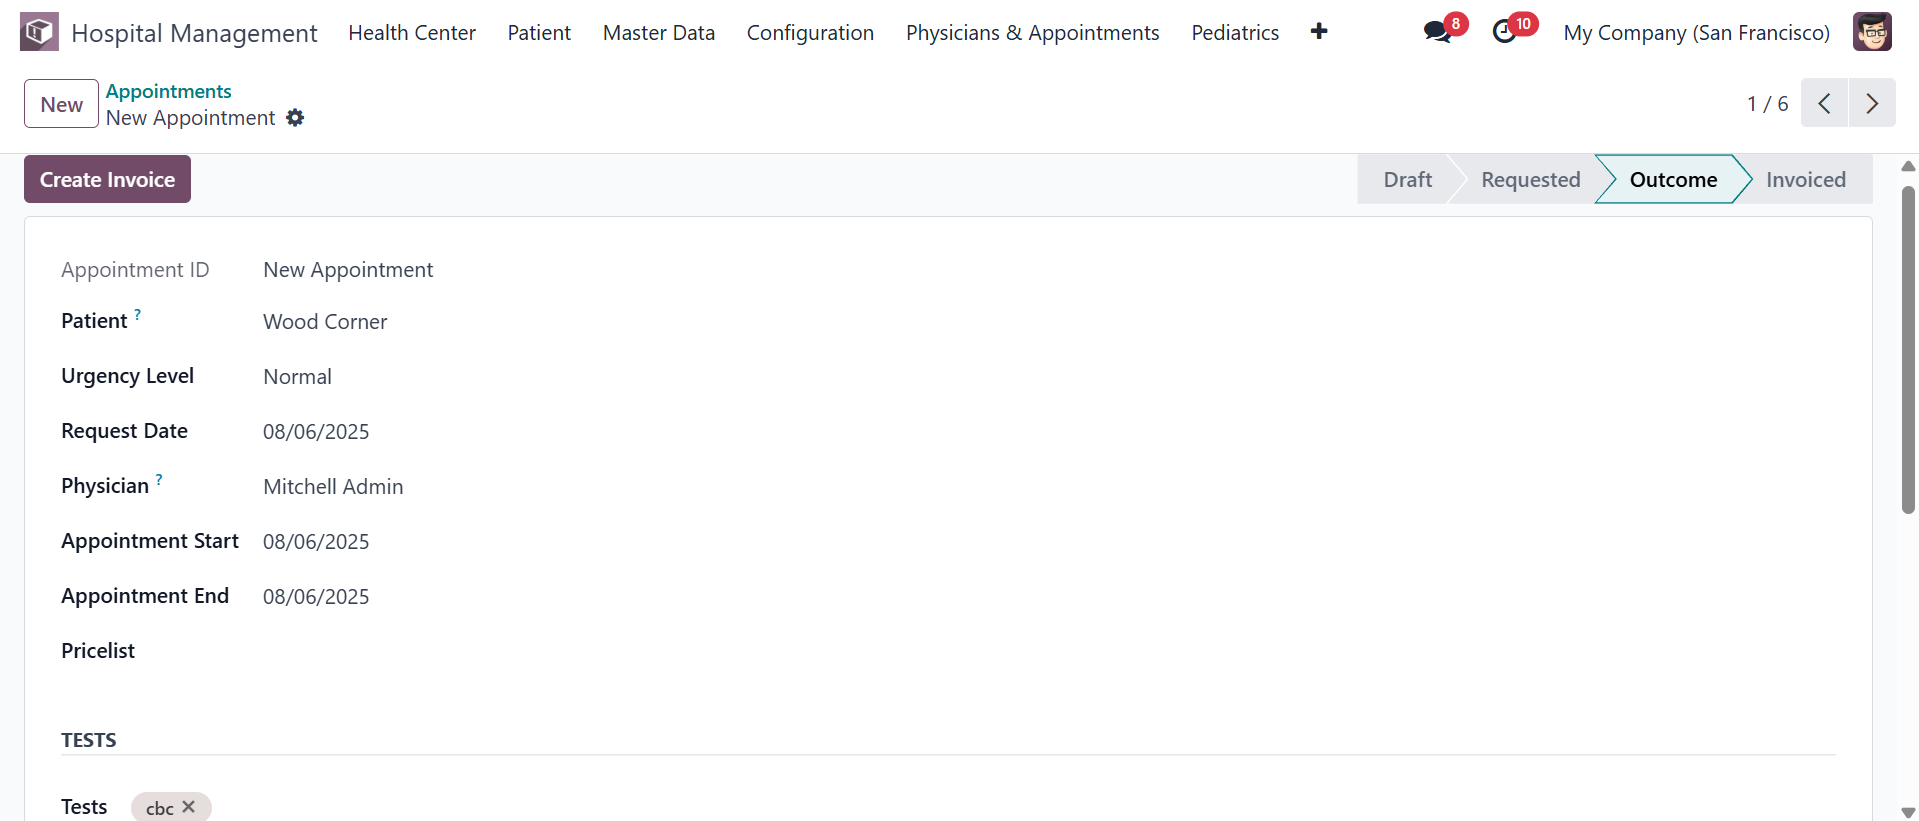 Hospital Management Health Center Patient Master Data Configuration Physicians & Appointments Pediatrics 8 10 My Company (San Francisco)
New
Appointments
New Appointment
1 / 6
Create Invoice
Draft Requested Outcome Invoiced
Appointment ID New Appointment
Patient ? Wood Corner
Urgency Level Normal
Request Date 08/06/2025
Physician ? Mitchell Admin
Appointment Start 08/06/2025
Appointment End 08/06/2025
Pricelist
TESTS
Tests cbc